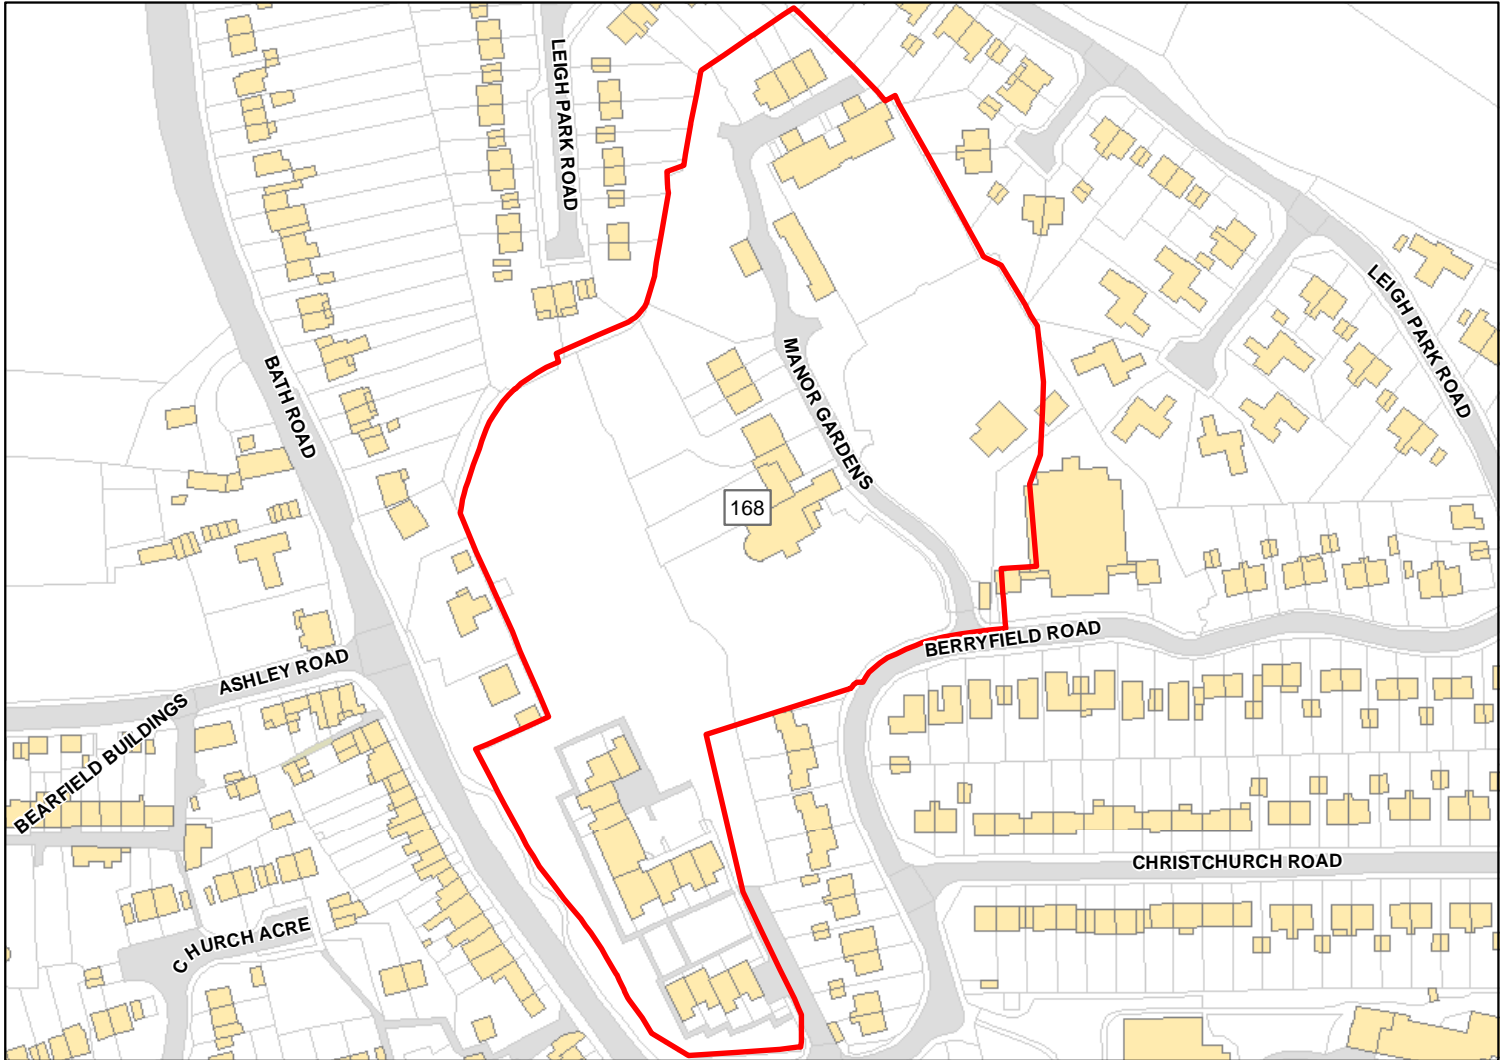 LEIGH PARK ROAD
LEIGH PARK ROAD
BATH ROAD
MANOR GARDENS
168
BERRYFIELD ROAD
ASHLEY ROAD
BEARFIELD BUILDINGS
CHRISTCHURCH ROAD
CHURCH ACRE